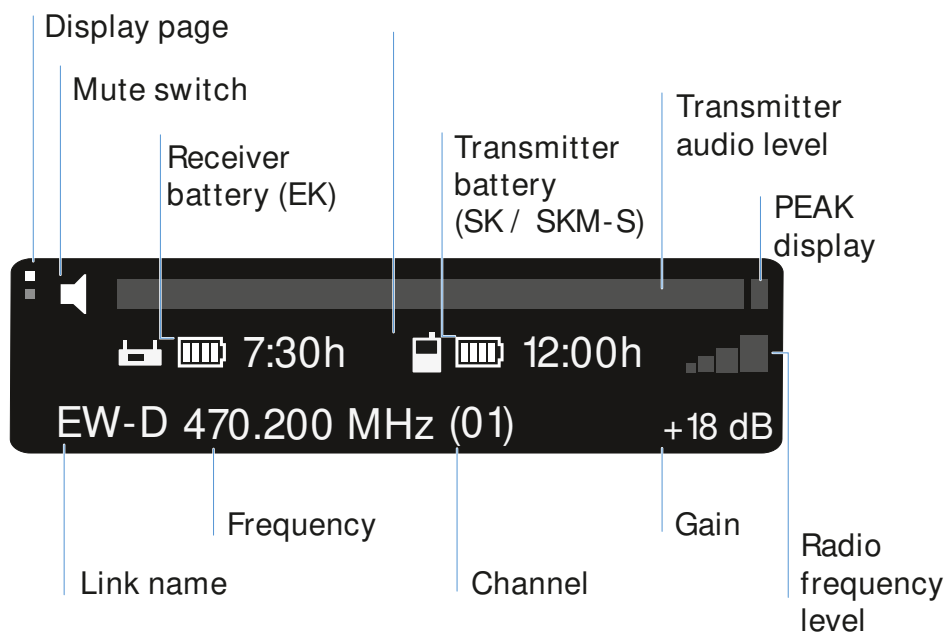 Display page
Mute switch
Receiver
battery (EK)
Transmitter
battery
(SK / SKM-S)
Transmitter
audio level
PEAK
display
7:30h
12:00h
EW-D 470.200 MHz (01)
+18 dB
Frequency
Gain
Link name
Channel
Radio
frequency
level